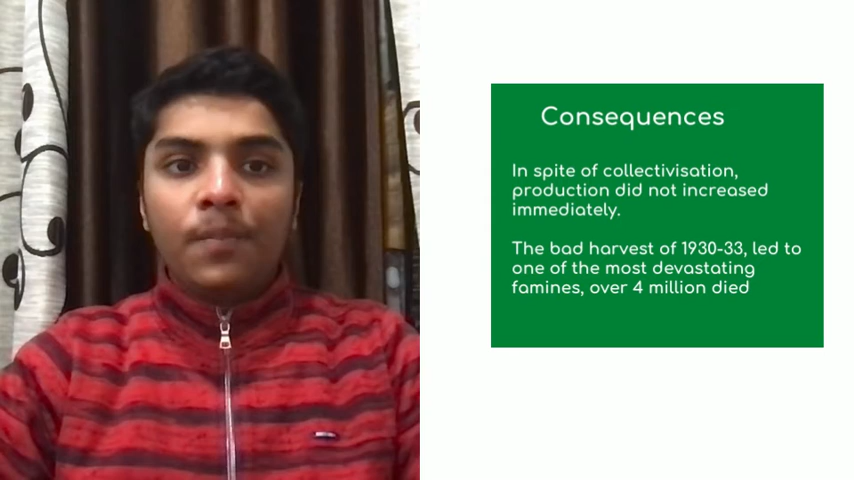 Consequences
In spite of collectivisation,
production did not increased
immediately.
The bad harvest of 1930-33, led to
one of the most devastating
famines, over 4 million died